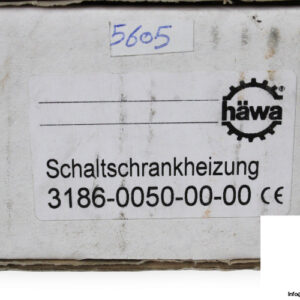 5605
häwa
®
Schaltschrankheizung
3186-0050-00-00 CE